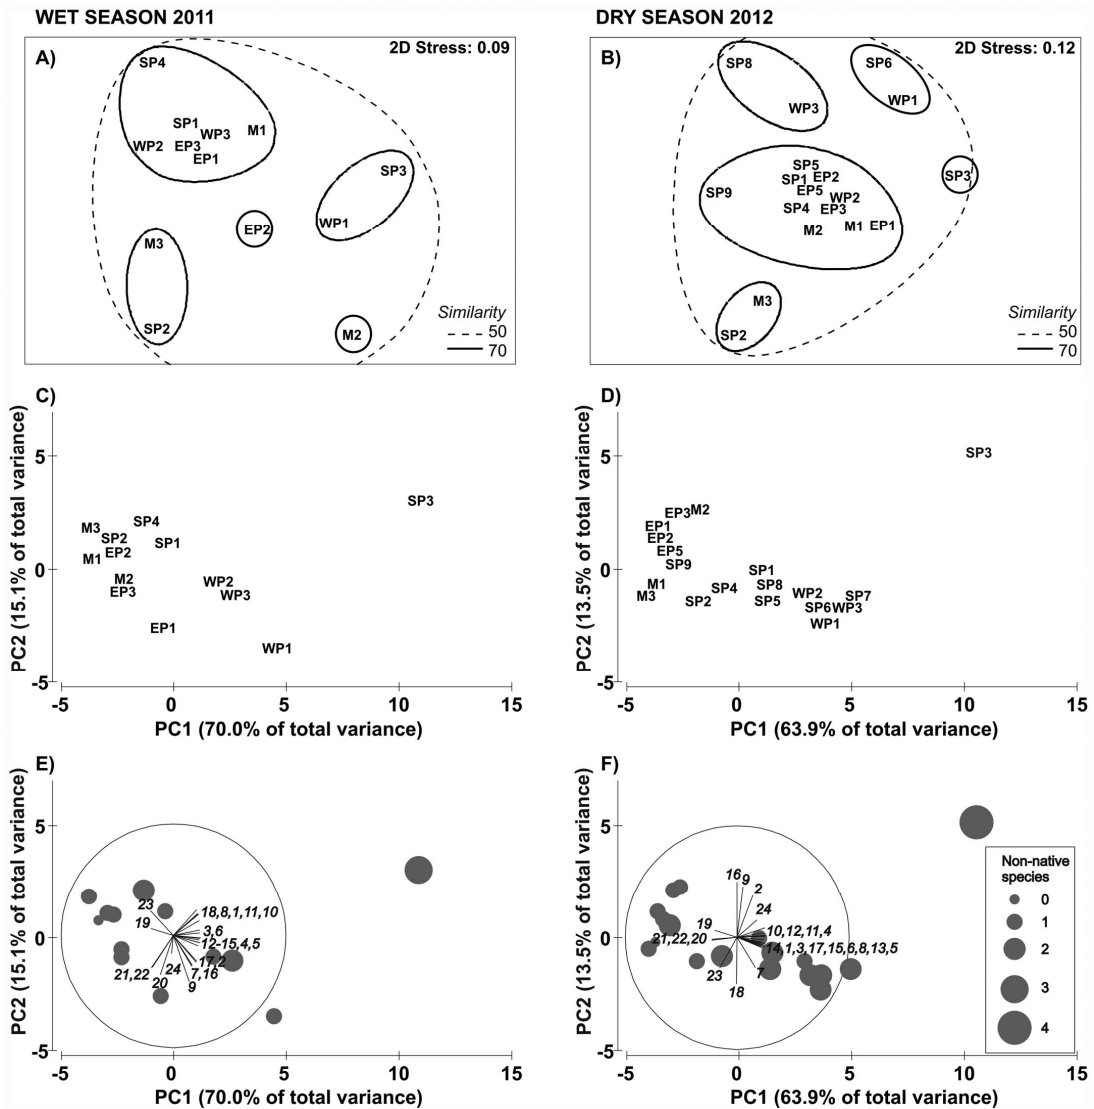 WET SEASON 2011
DRY SEASON 2012
A)
2D Stress: 0.09
SP4
SP1
WP3
M1
WP2
EP3
EP1
SP3
WP1
EP2
M3
SP2
M2
Similarity
50
70
B)
2D Stress: 0.12
SP8
SP6
WP3
WP1
SP5
SP1
EP2
SP3
SP9
EP5
WP2
SP4
EP3
M2
M1
EP1
M3
SP2
Similarity
50
70
C)
PC2 (15.1% of total variance)
5
0
-5
SP3
M3
SP4
SP2
SP1
M1
EP2
M2
EP3
WP2
WP3
EP1
WP1
-5
0
5
10
15
PC1 (70.0% of total variance)
D)
PC2 (13.5% of total variance)
5
0
-5
SP3
EP3
M2
EP1
EP2
EP5
SP9
SP1
M1
M3
SP2
SP4
SP8
SP5
WP2
SP7
SP6
WP3
WP1
-5
0
5
10
15
PC1 (63.9% of total variance)
E)
PC2 (15.1% of total variance)
5
0
-5
23
18,8,1,11,10
19
3,6
12-15,4,5
17,2
21,22
24
7,16
20
9
-5
0
5
10
15
PC1 (70.0% of total variance)
F)
PC2 (13.5% of total variance)
5
0
-5
16
9
2
24
19
10,12,11,4
21,22,20
14,1,3,17,15,6,8,13,5
23
7
18
Non-native
species
0
1
2
3
4
-5
0
5
10
15
PC1 (63.9% of total variance)